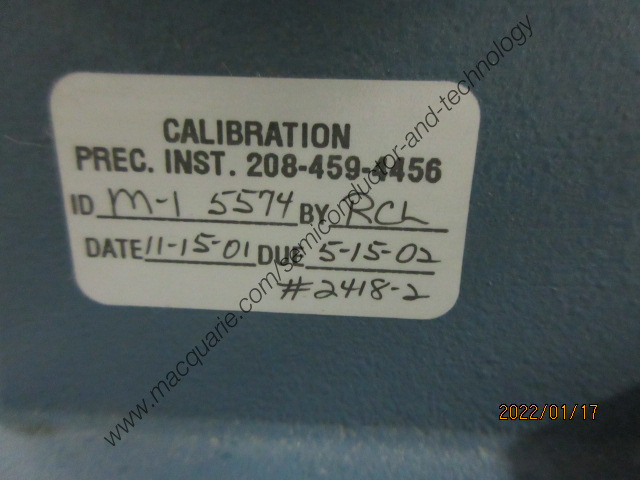 CALIBRATION
PREC. INST. 208-459-4456
ID M-1 5574 BY RCL
DATE 11-15-01 DUE 5-15-02
#2418-2
www.macquarie.com/semiconductor-and-technology
2022/01/17